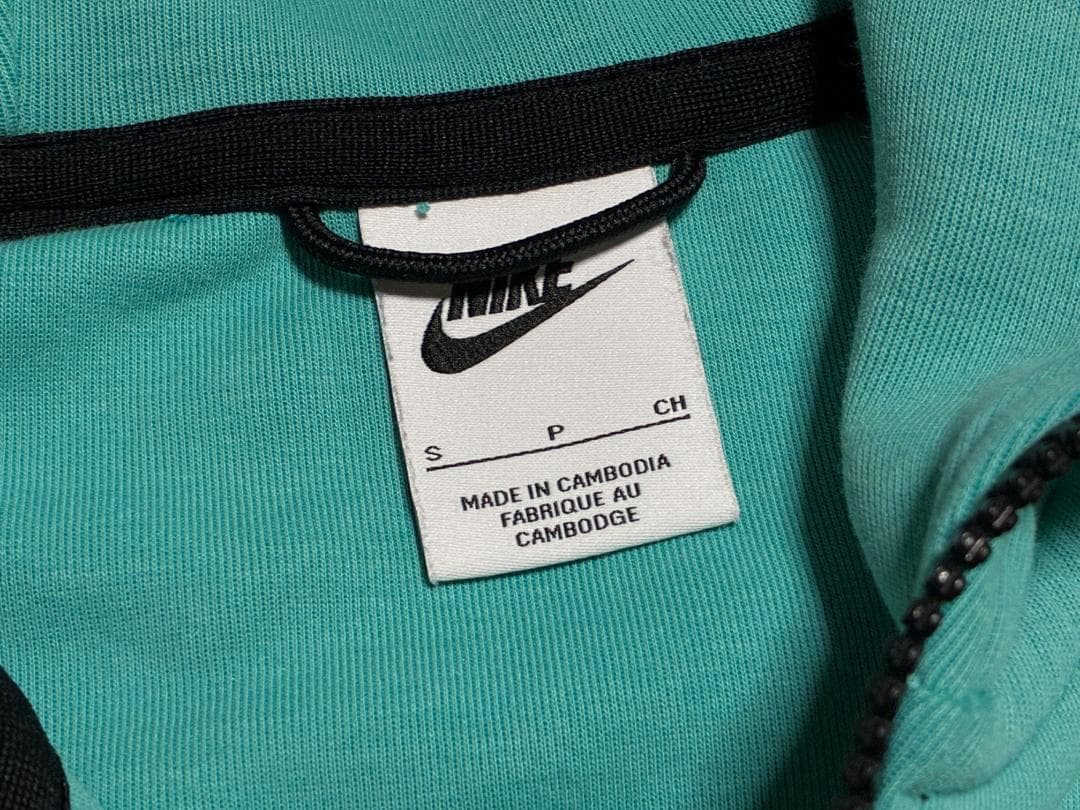 NIKE
S P CH
MADE IN CAMBODIA
FABRIQUE AU
CAMBODGE